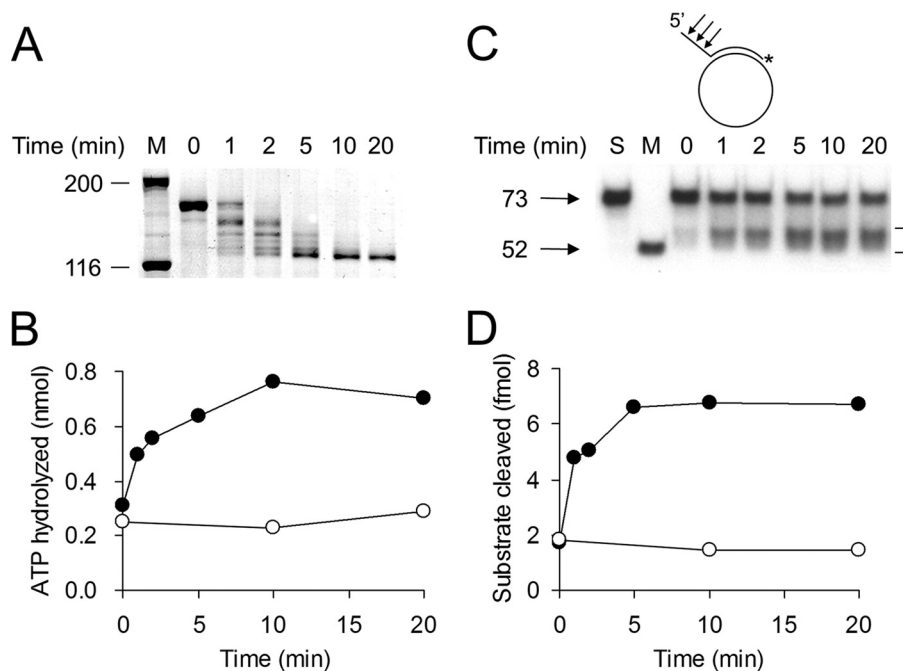 A
Time (min) M 0 1 2 5 10 20
200
116
B
ATP hydrolyzed (nmol)
0.8
0.6
0.4
0.2
0.0
0 5 10 15 20
Time (min)
C
5'
*
Time (min) S M 0 1 2 5 10 20
73
52
D
Substrate cleaved (fmol)
8
6
4
2
0
0 5 10 15 20
Time (min)